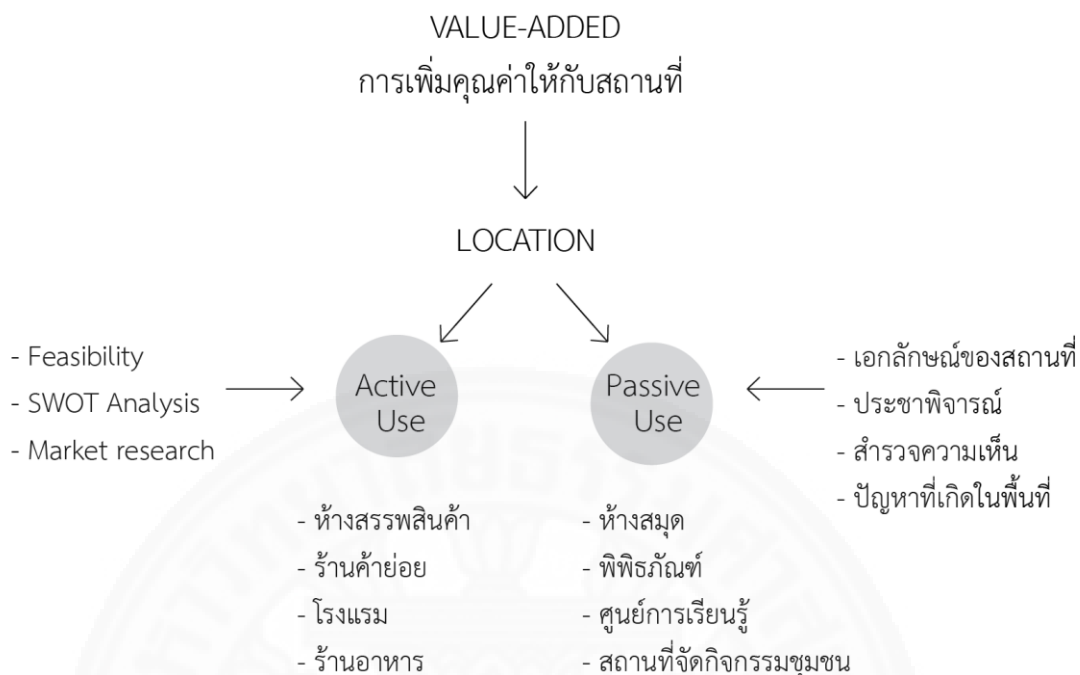 VALUE-ADDED
การเพิ่มคุณค่าให้กับสถานที่
LOCATION
- Feasibility
- SWOT Analysis
- Market research
Active
Use
Passive
Use
- เอกลักษณ์ของสถานที่
- ประชาพิจารณ์
- สำรวจความเห็น
- ปัญหาที่เกิดในพื้นที่
- ห้างสรรพสินค้า
- ร้านค้าย่อย
- โรงแรม
- ร้านอาหาร
- ห้างสมุด
- พิพิธภัณฑ์
- ศูนย์การเรียนรู้
- สถานที่จัดกิจกรรมชุมชน